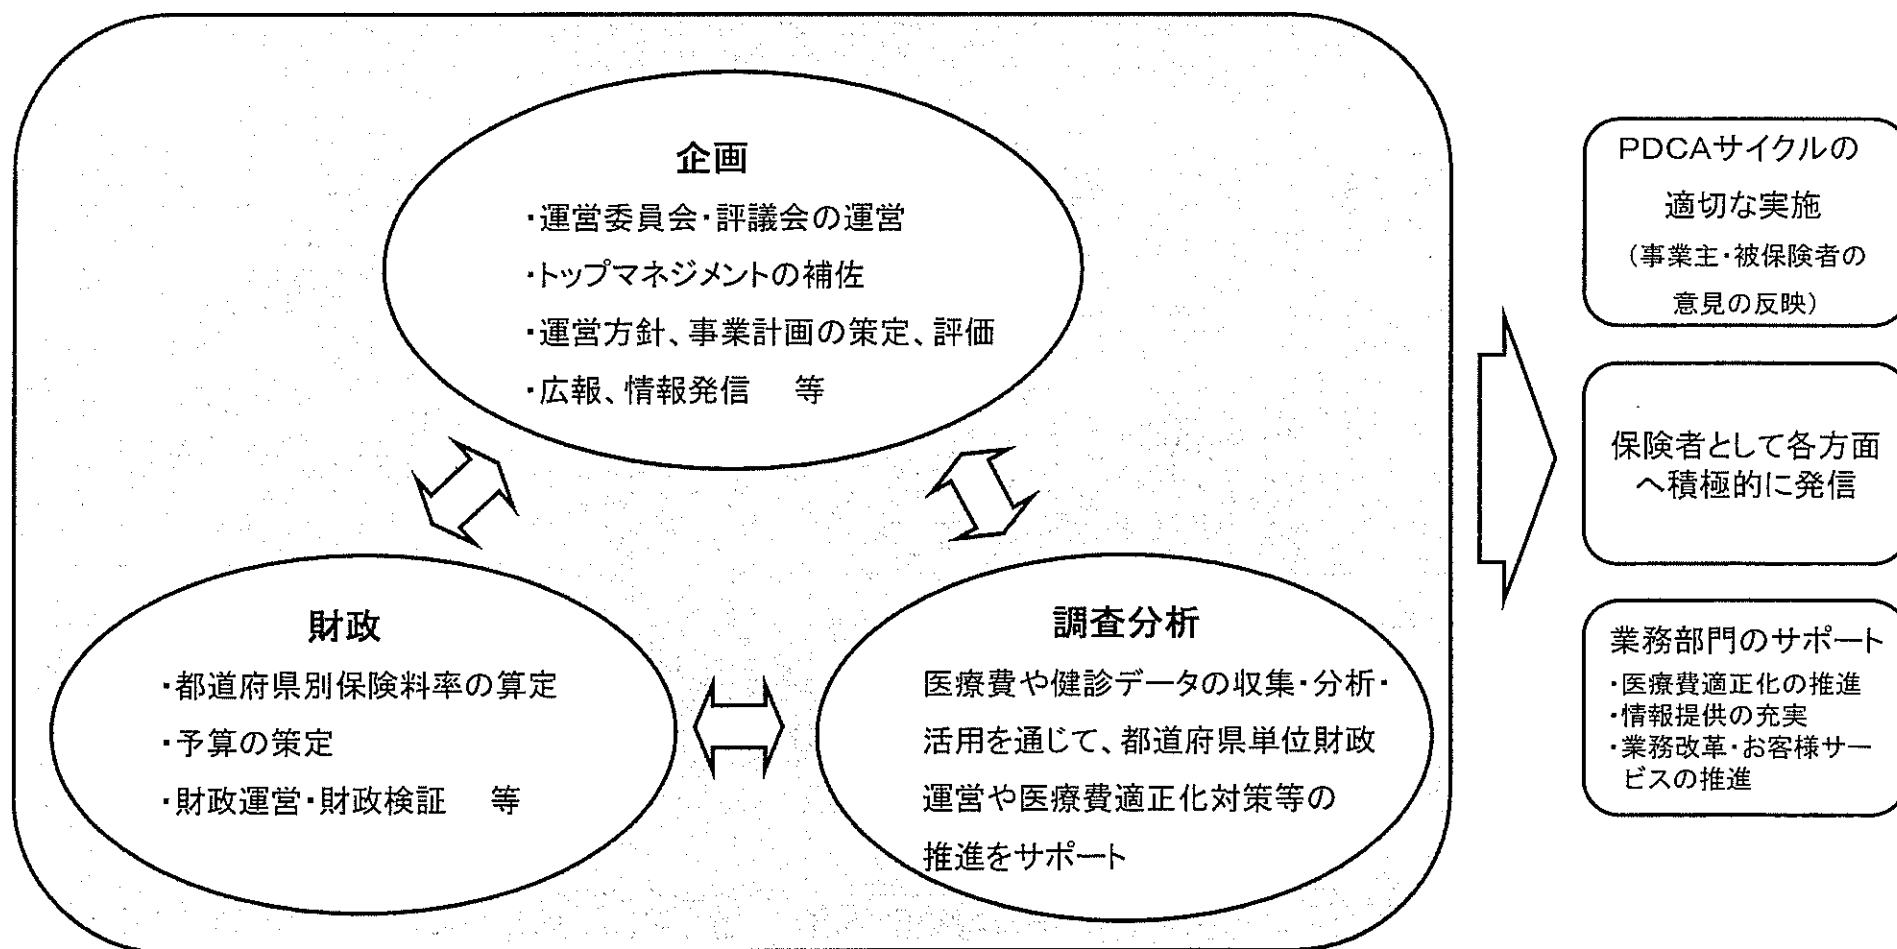 企画
・運営委員会・評議会の運営
・トップマネジメントの補佐
・運営方針、事業計画の策定、評価
・広報、情報発信　等
財政
・都道府県別保険料率の算定
・予算の策定
・財政運営・財政検証　等
調査分析
医療費や健診データの収集・分析・
活用を通じて、都道府県単位財政
運営や医療費適正化対策等の
推進をサポート
PDCAサイクルの
適切な実施
（事業主・被保険者の
意見の反映）
保険者として各方面
へ積極的に発信
業務部門のサポート
・医療費適正化の推進
・情報提供の充実
・業務改革・お客様サー
ビスの推進